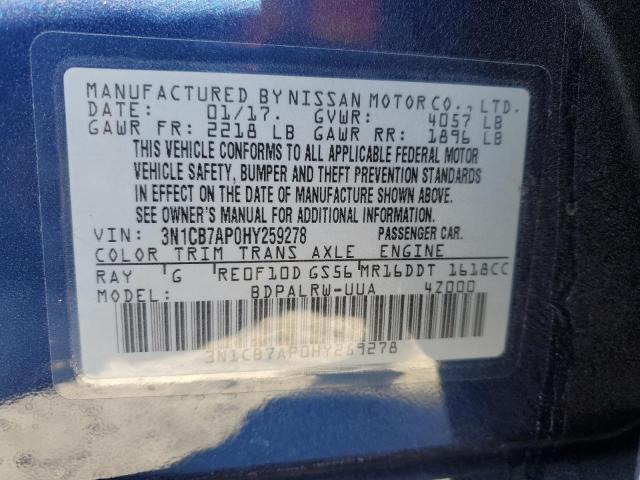 MANUFACTURED BY NISSAN MOTOR CO., LTD.
DATE: 01/17. GVWR: 4057 LB
GAWR FR: 2218 LB GAWR RR: 1896 LB
THIS VEHICLE CONFORMS TO ALL APPLICABLE FEDERAL MOTOR
VEHICLE SAFETY, BUMPER AND THEFT PREVENTION STANDARDS
IN EFFECT ON THE DATE OF MANUFACTURE SHOWN ABOVE.
SEE OWNER'S MANUAL FOR ADDITIONAL INFORMATION.
VIN: 3N1CB7AP0HY259278 PASSENGER CAR.
COLOR TRIM TRANS AXLE ENGINE
RAY G RE0F10D GS56 MR16DDT 1618CC
MODEL: BDPALRW-UUA 4Z000
3N1CB7AP0HY259278